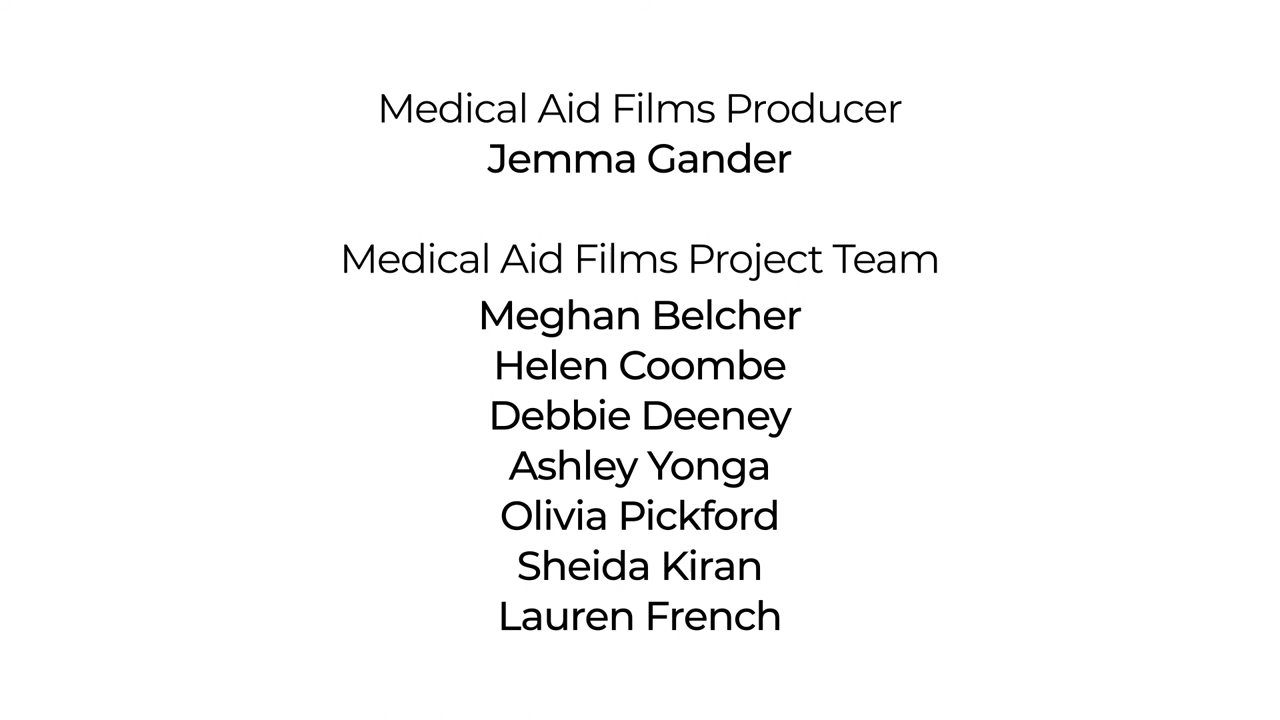 Medical Aid Films Producer
Jemma Gander
Medical Aid Films Project Team
Meghan Belcher
Helen Coombe
Debbie Deeney
Ashley Yonga
Olivia Pickford
Sheida Kiran
Lauren French